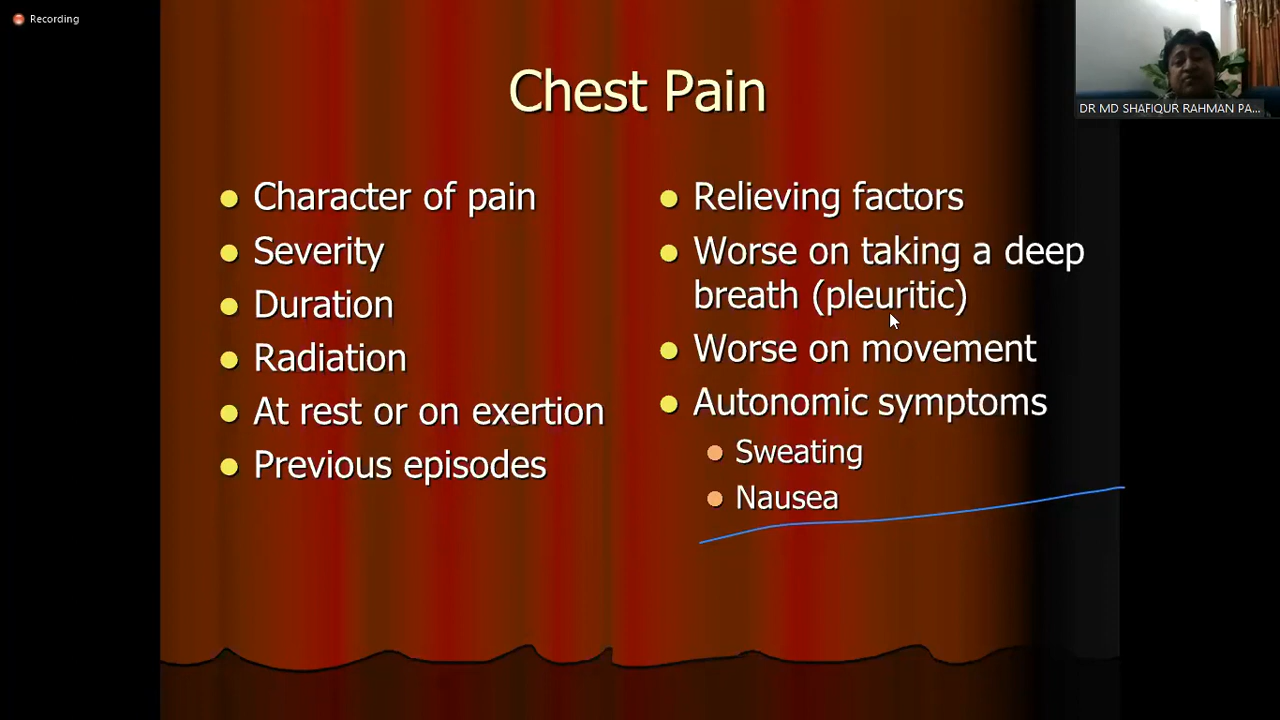 Recording
DR MD SHAFIQUR RAHMAN PA...
Chest Pain
Character of pain
Severity
Duration
Radiation
At rest or on exertion
Previous episodes
Relieving factors
Worse on taking a deep
breath (pleuritic)
Worse on movement
Autonomic symptoms
Sweating
Nausea